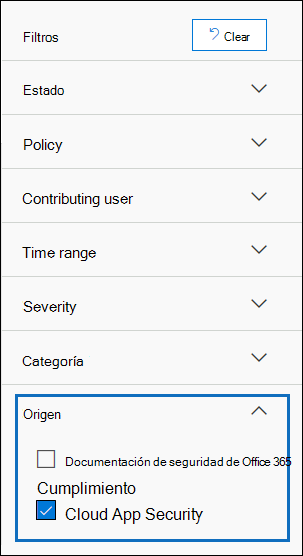 Filtros
Clear
Estado
Policy
Contributing user
Time range
Severity
Categoría
Origen
Documentación de seguridad de Office 365
Cumplimiento
Cloud App Security